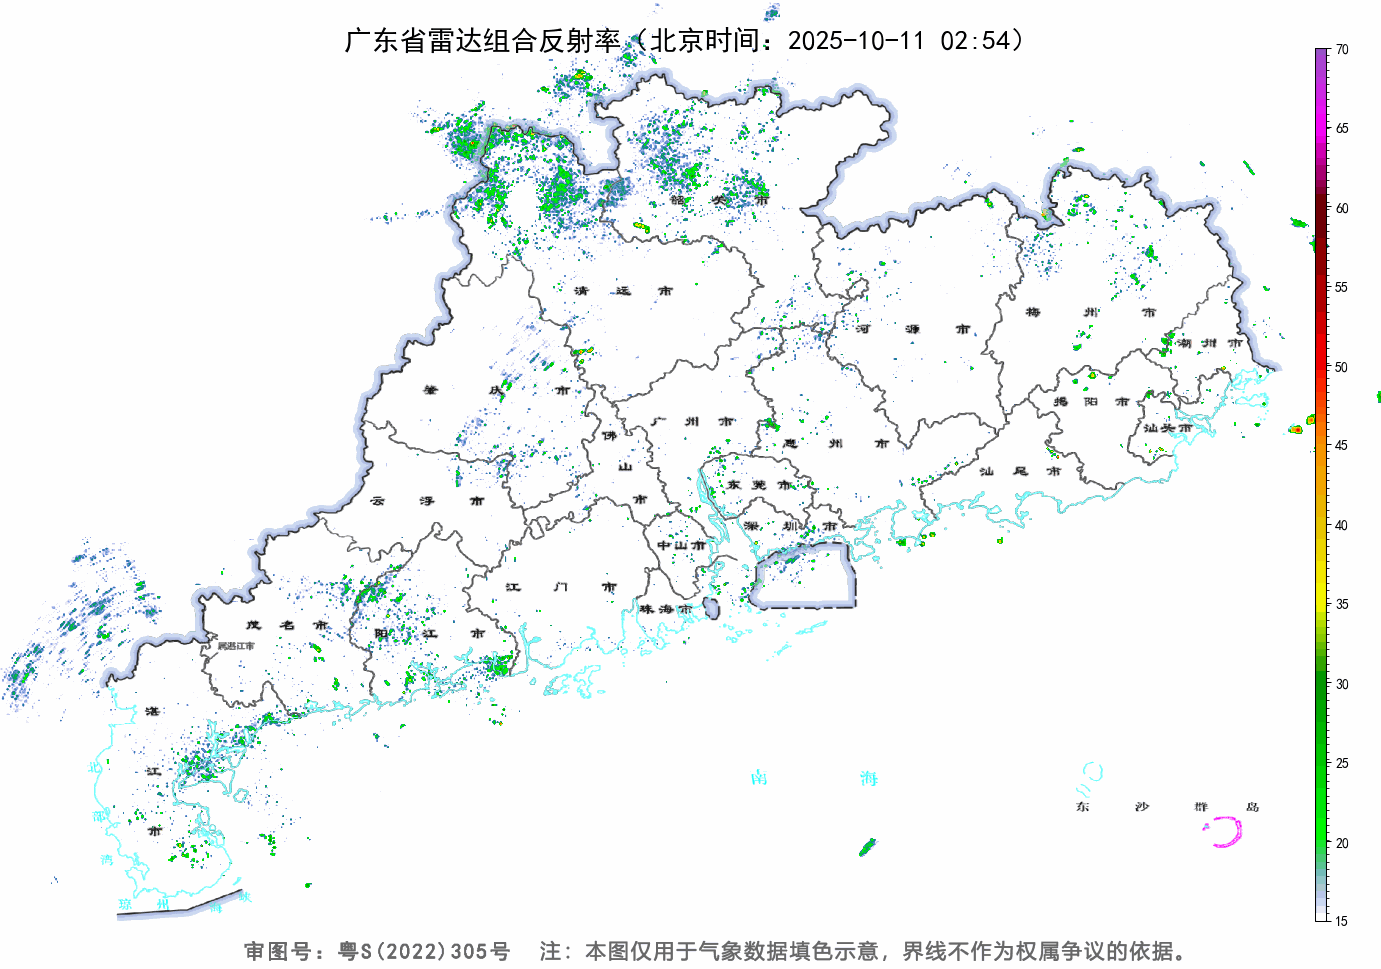 广东省雷达组合反射率（北京时间：2025-10-11 02:54）
70
65
60
55
50
45
40
35
30
25
20
15
韶关市
清远市
河源市
梅州市
潮州市
肇庆市
广州市
惠州市
揭阳市
汕头市
佛山市
云浮市
东莞市
汕尾市
深圳市
中山市
江门市
珠海市
茂名市
阳江市
属湛江市
湛江市
北部湾
南海
东沙群岛
琼州海峡
审图号：粤S(2022)305号 注：本图仅用于气象数据填色示意，界线不作为权属争议的依据。